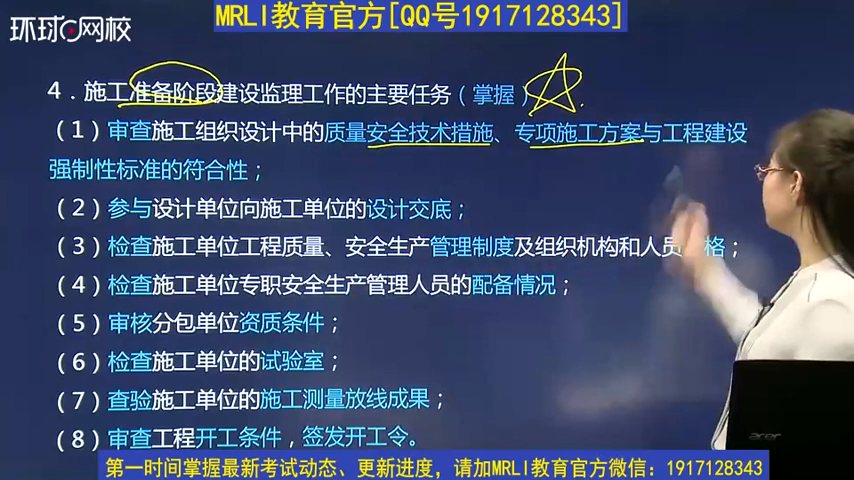 MRLI教育官方[QQ号1917128343]
环球网校
4．施工准备阶段建设监理工作的主要任务（掌握）
（1）审查施工组织设计中的质量安全技术措施、专项施工方案与工程建设
强制性标准的符合性；
（2）参与设计单位向施工单位的设计交底；
（3）检查施工单位工程质量、安全生产管理制度及组织机构和人员 格；
（4）检查施工单位专职安全生产管理人员的配备情况；
（5）审核分包单位资质条件；
（6）检查施工单位的试验室；
（7）查验施工单位的施工测量放线成果；
（8）审查工程开工条件，签发开工令。
acer
第一时间掌握最新考试动态、更新进度，请加MRLI教育官方微信：1917128343